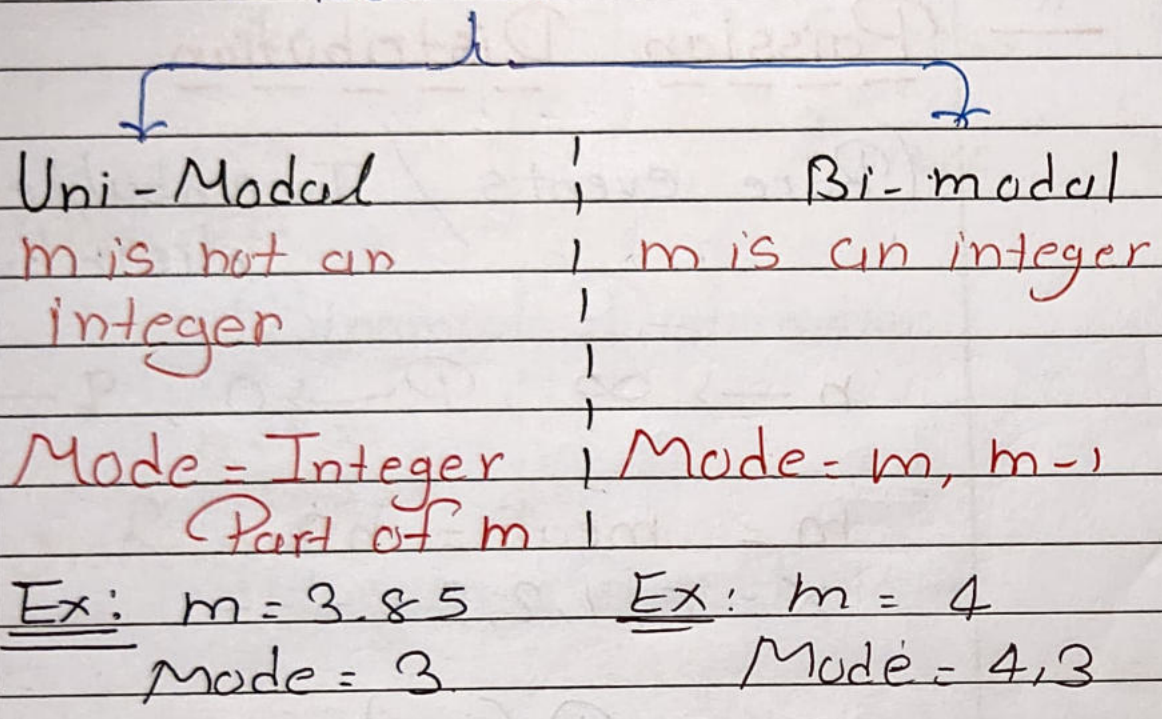 Uni-Modal
m is not an
integer
Mode = Integer
Part of m
Ex: m = 3.85
Mode = 3
Bi-modal
m is an integer
Mode = m, m-1
Ex: m = 4
Mode = 4,3